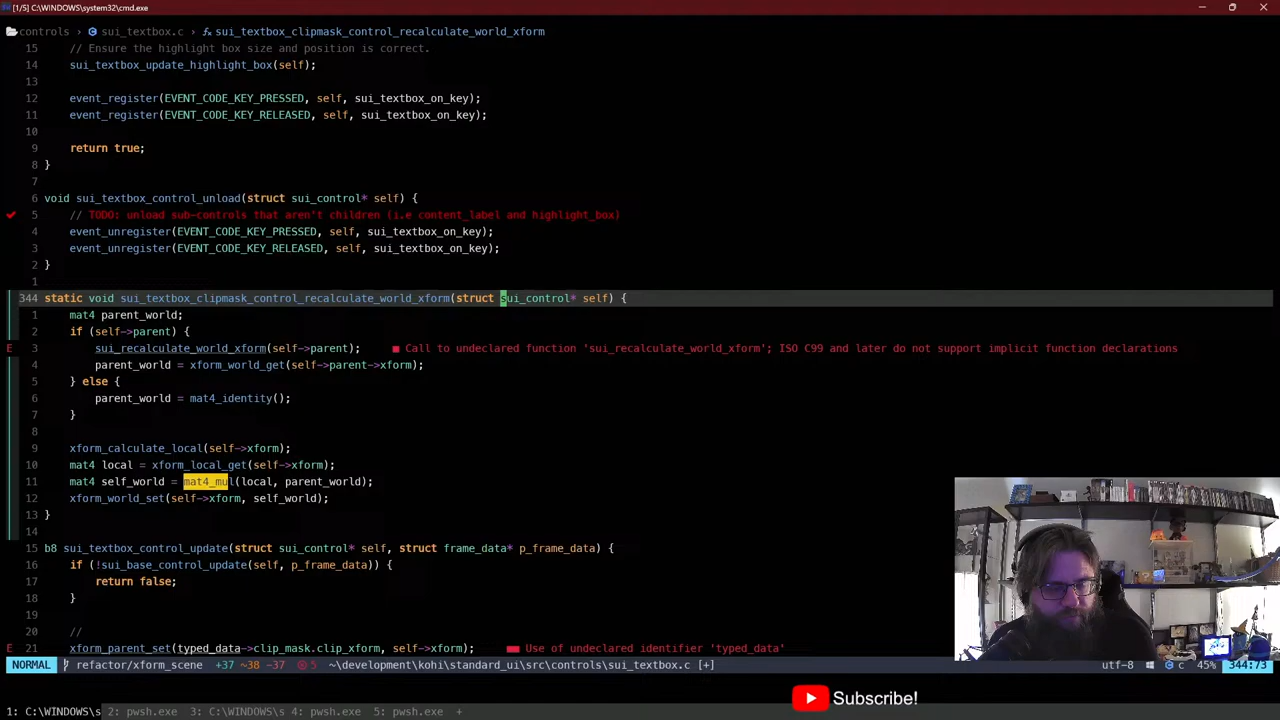 [1/5] C:\WINDOWS\system32\cmd.exe
controls › sui_textbox.c › sui_textbox_clipmask_control_recalculate_world_xform
15 // Ensure the highlight box size and position is correct.
14 sui_textbox_update_highlight_box(self);
13
12 event_register(EVENT_CODE_KEY_PRESSED, self, sui_textbox_on_key);
11 event_register(EVENT_CODE_KEY_RELEASED, self, sui_textbox_on_key);
10
9 return true;
8 }
7
6 void sui_textbox_control_unload(struct sui_control* self) {
5 // TODO: unload sub-controls that aren't children (i.e content_label and highlight_box)
4 event_unregister(EVENT_CODE_KEY_PRESSED, self, sui_textbox_on_key);
3 event_unregister(EVENT_CODE_KEY_RELEASED, self, sui_textbox_on_key);
2 }
1
344 static void sui_textbox_clipmask_control_recalculate_world_xform(struct sui_control* self) {
1 mat4 parent_world;
2 if (self->parent) {
E 3 sui_recalculate_world_xform(self->parent); ■ Call to undeclared function 'sui_recalculate_world_xform'; ISO C99 and later do not support implicit function declarations
4 parent_world = xform_world_get(self->parent->xform);
5 } else {
6 parent_world = mat4_identity();
7 }
8
9 xform_calculate_local(self->xform);
10 mat4 local = xform_local_get(self->xform);
11 mat4 self_world = mat4_mul(local, parent_world);
12 xform_world_set(self->xform, self_world);
13 }
14
15 b8 sui_textbox_control_update(struct sui_control* self, struct frame_data* p_frame_data) {
16 if (!sui_base_control_update(self, p_frame_data)) {
17 return false;
18 }
19
20 //
E 21 xform_parent_set(typed_data->clip_mask.clip_xform, self->xform); ■■ Use of undeclared identifier 'typed_data'
NORMAL refactor/xform_scene +37 ~38 -37 5 ~\development\kohi\standard_ui\src\controls\sui_textbox.c [+] utf-8 c 45% 344:73
Subscribe!
1: C:\WINDOWS\s 2: pwsh.exe 3: C:\WINDOWS\s 4: pwsh.exe 5: pwsh.exe +